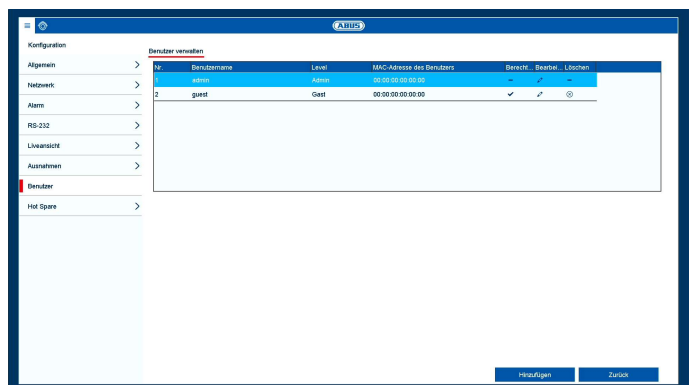 ABUS
Konfiguration
Allgemein
Netzwerk
Alarm
RS-232
Liveansicht
Ausnahmen
Benutzer
Hot Spare
Benutzer verwalten
Nr. Benutzername Level MAC-Adresse des Benutzers Berecht... Bearbei... Löschen
1 admin Admin 00:00:00:00:00:00
2 guest Gast 00:00:00:00:00:00
Hinzufügen Zurück